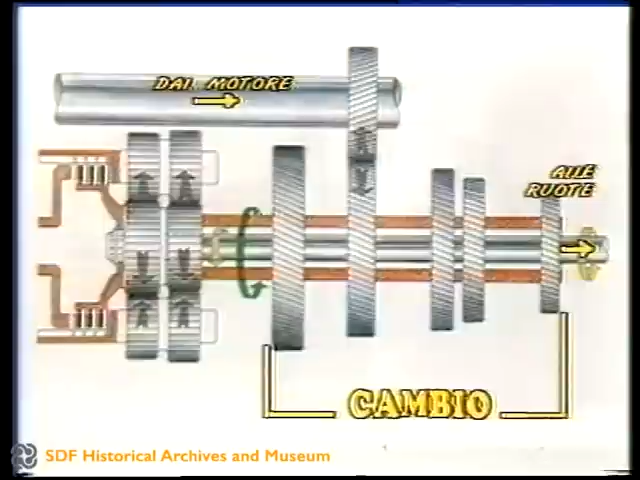 DAL MOTORE
ALLE
RUOTE
CAMBIO
SDF Historical Archives and Museum